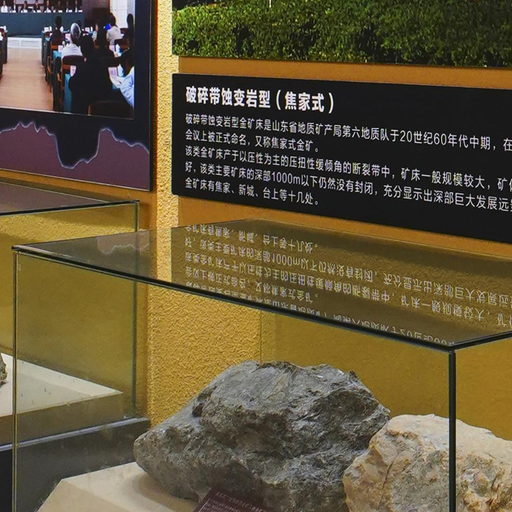 破碎带蚀变岩型（焦家式）
破碎带蚀变岩型金矿床是山东省地质矿产局第六地质队于20世纪60年代中期，在
会议上被正式命名，又称焦家式金矿。
该类金矿床产于以压性为主的压扭性缓倾角的断裂带中，矿床一般规模较大，矿体
好，该类主要矿床的深部1000m以下仍然没有封闭，充分显示出深部巨大发展远景
金矿床有焦家、新城、台上等十几处。